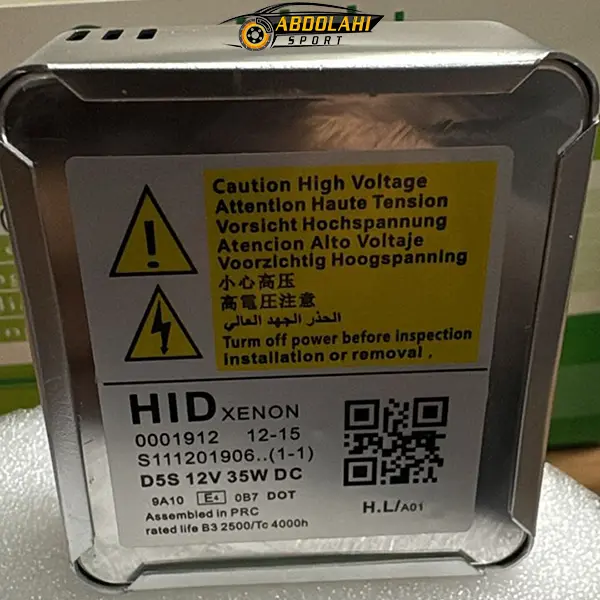 ABDOLAHI
SPORT
Caution High Voltage
Attention Haute Tension
Vorsicht Hochspannung
Atencion Alto Voltaje
Voorzichtig Hoogspanning
小心高压
高電圧注意
الحذر الجهد العالي
Turm off power before inspection
Installation or removal .
HID XENON
0001912 12-15
S111201906..(1-1)
D5S 12V 35W DC
9A10 E4 0B7 DOT
Assembled in PRC
rated life B3 2500/Tc 4000h
H.L/A01